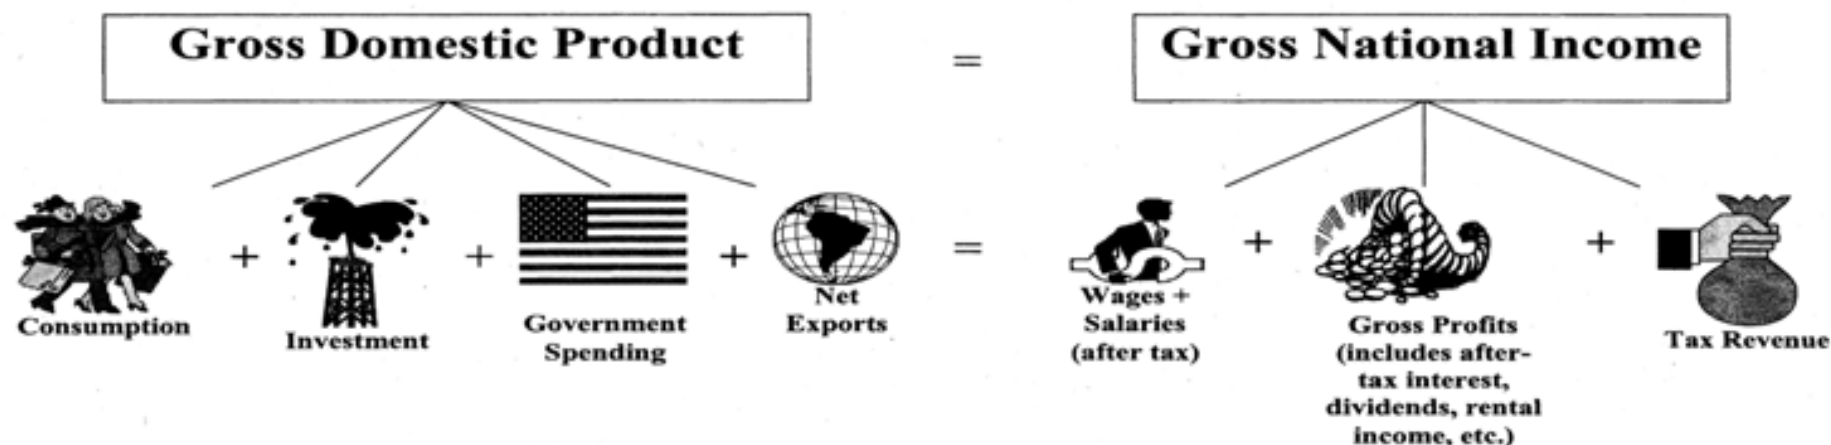 Gross Domestic Product
=
Gross National Income
+
+
+
=
+
+
Consumption
Investment
Government
Spending
Net
Exports
Wages +
Salaries
(after tax)
Gross Profits
(includes after-
tax interest,
dividends, rental
income, etc.)
Tax Revenue